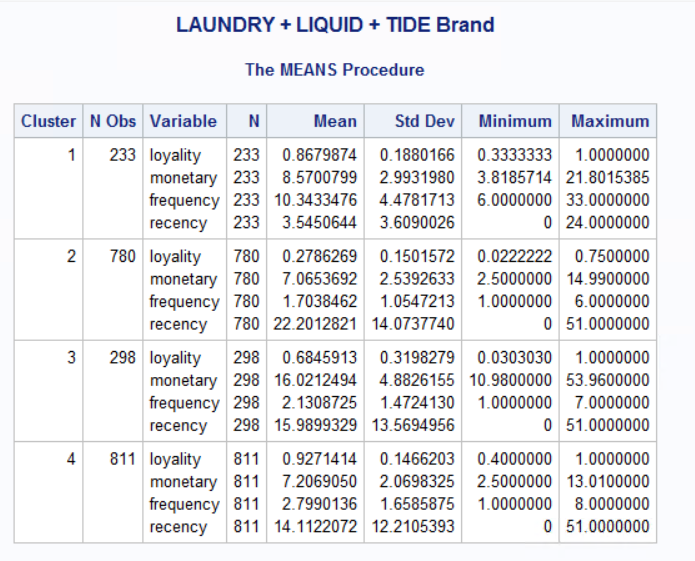 LAUNDRY + LIQUID + TIDE Brand
The MEANS Procedure
Cluster N Obs Variable N Mean Std Dev Minimum Maximum
1 233 loyality 233 0.8679874 0.1880166 0.3333333 1.0000000
monetary 233 8.5700799 2.9931980 3.8185714 21.8015385
frequency 233 10.3433476 4.4781713 6.0000000 33.0000000
recency 233 3.5450644 3.6090026 0 24.0000000
2 780 loyality 780 0.2786269 0.1501572 0.0222222 0.7500000
monetary 780 7.0653692 2.5392633 2.5000000 14.9900000
frequency 780 1.7038462 1.0547213 1.0000000 6.0000000
recency 780 22.2012821 14.0737740 0 51.0000000
3 298 loyality 298 0.6845913 0.3198279 0.0303030 1.0000000
monetary 298 16.0212494 4.8826155 10.9800000 53.9600000
frequency 298 2.1308725 1.4724130 1.0000000 7.0000000
recency 298 15.9899329 13.5694956 0 51.0000000
4 811 loyality 811 0.9271414 0.1466203 0.4000000 1.0000000
monetary 811 7.2069050 2.0698325 2.5000000 13.0100000
frequency 811 2.7990136 1.6585875 1.0000000 8.0000000
recency 811 14.1122072 12.2105393 0 51.0000000